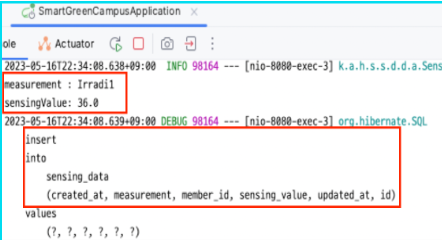 SmartGreenCampusApplication ×
ole Actuator
2023-05-16T22:34:08.638+09:00 INFO 98164 --- [nio-8080-exec-3] k.a.h.s.s.d.d.a.Sens
measurement : Irradi1
sensingValue: 36.0
2023-05-16T22:34:08.639+09:00 DEBUG 98164 --- [nio-8080-exec-3] org.hibernate.SQL
insert
into
sensing_data
(created_at, measurement, member_id, sensing_value, updated_at, id)
values
(?, ?, ?, ?, ?, ?)